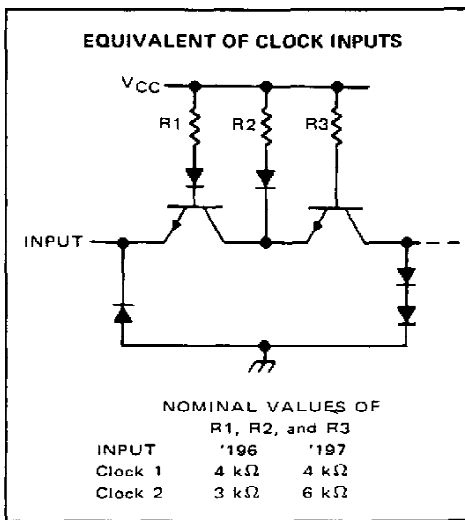 EQUIVALENT OF CLOCK INPUTS
VCC
R1 R2 R3
INPUT
NOMINAL VALUES OF
R1, R2, and R3
INPUT '196 '197
Clock 1 4 kΩ 4 kΩ
Clock 2 3 kΩ 6 kΩ